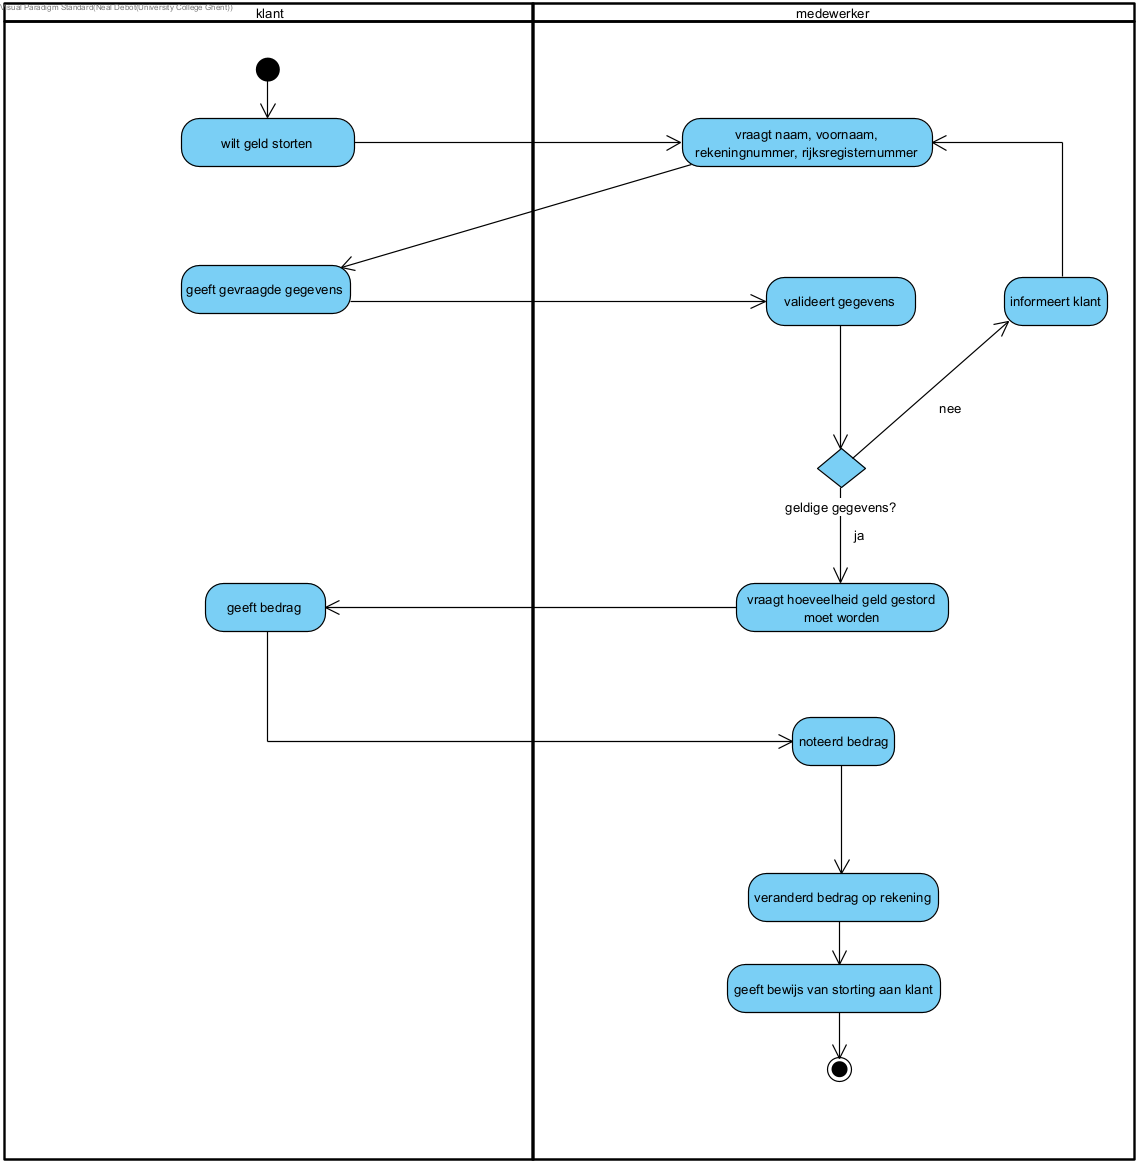 Visual Paradigm Standard(Neal Debot(University College Ghent))
klant
medewerker
wilt geld storten
vraagt naam, voornaam,
rekeningnummer, rijksregisternummer
geeft gevraagde gegevens
valideert gegevens
informeert klant
nee
geldige gegevens?
ja
geeft bedrag
vraagt hoeveelheid geld gestord
moet worden
noteerd bedrag
veranderd bedrag op rekening
geeft bewijs van storting aan klant